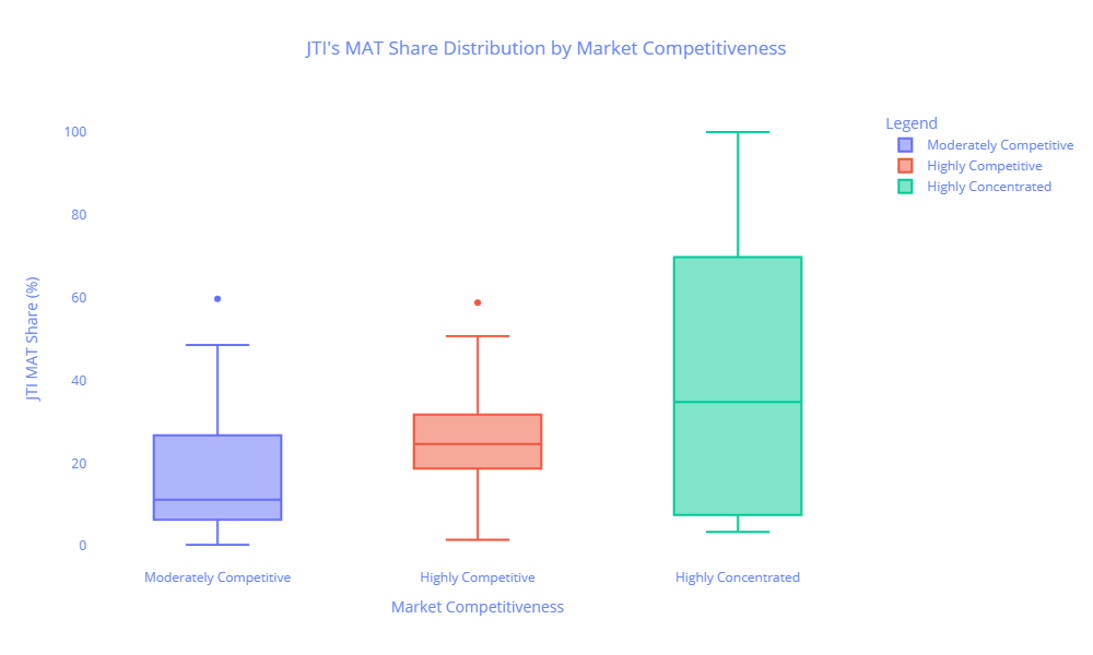 JTI's MAT Share Distribution by Market Competitiveness
Legend
Moderately Competitive
Highly Competitive
Highly Concentrated
JTI MAT Share (%)
100
80
60
40
20
0
Moderately Competitive
Highly Competitive
Highly Concentrated
Market Competitiveness